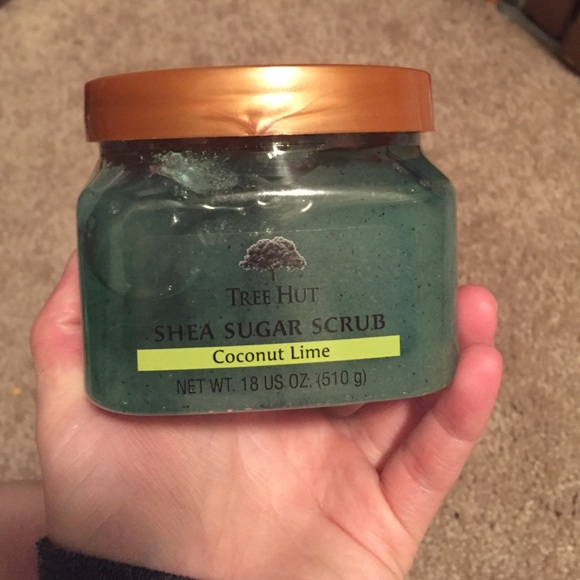 TREE HUT
SHEA SUGAR SCRUB
Coconut Lime
NET WT. 18 US OZ. (510 g)